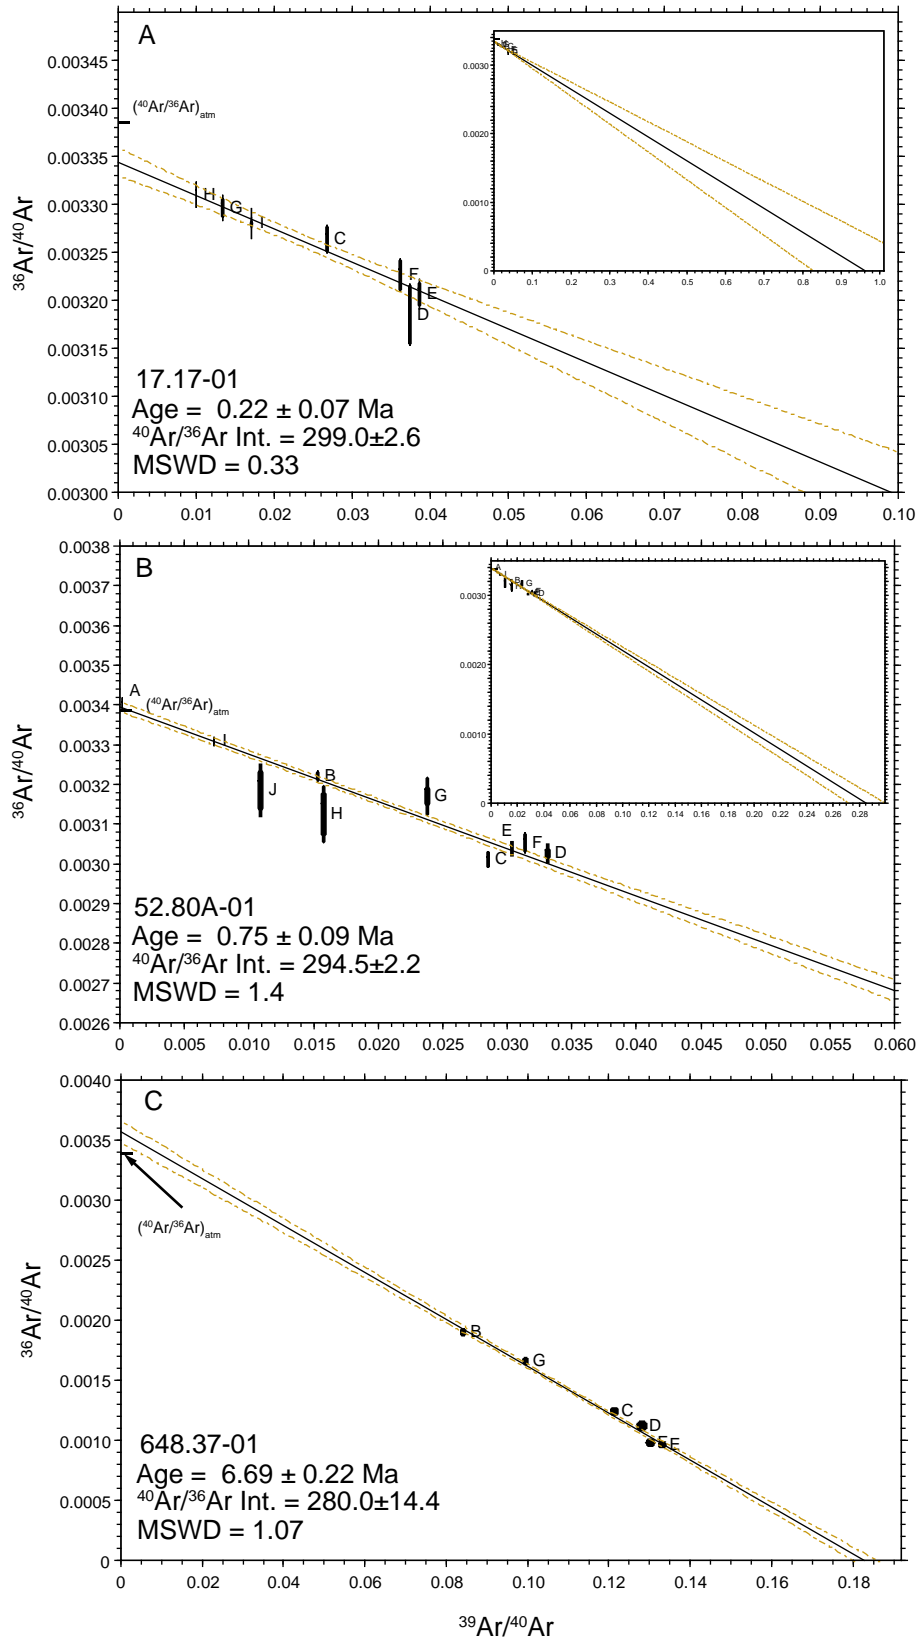 A
0.00345
0.00340
0.00335
0.00330
0.00325
0.00320
0.00315
0.00310
0.00305
0.00300
³⁶Ar/⁴⁰Ar
(⁴⁰Ar/³⁶Ar)atm
H
G
I
C
F
E
D
0.0030
0.0020
0.0010
0
0 0.1 0.2 0.3 0.4 0.5 0.6 0.7 0.8 0.9 1.0
17.17-01
Age = 0.22 ± 0.07 Ma
⁴⁰Ar/³⁶Ar Int. = 299.0±2.6
MSWD = 0.33
0 0.01 0.02 0.03 0.04 0.05 0.06 0.07 0.08 0.09 0.10
B
0.0038
0.0037
0.0036
0.0035
0.0034
0.0033
0.0032
0.0031
0.0030
0.0029
0.0028
0.0027
0.0026
³⁶Ar/⁴⁰Ar
A
(⁴⁰Ar/³⁶Ar)atm
I
J
B
H
G
C
E
F
D
A
B
G
D
0.0030
0.0020
0.0010
0
0 0.02 0.04 0.06 0.08 0.10 0.12 0.14 0.16 0.18 0.20 0.22 0.24 0.26 0.28
52.80A-01
Age = 0.75 ± 0.09 Ma
⁴⁰Ar/³⁶Ar Int. = 294.5±2.2
MSWD = 1.4
0 0.005 0.010 0.015 0.020 0.025 0.030 0.035 0.040 0.045 0.050 0.055 0.060
C
0.0040
0.0035
0.0030
0.0025
0.0020
0.0015
0.0010
0.0005
0
³⁶Ar/⁴⁰Ar
(⁴⁰Ar/³⁶Ar)atm
B
G
C
D
F E
648.37-01
Age = 6.69 ± 0.22 Ma
⁴⁰Ar/³⁶Ar Int. = 280.0±14.4
MSWD = 1.07
0 0.02 0.04 0.06 0.08 0.10 0.12 0.14 0.16 0.18
³⁹Ar/⁴⁰Ar